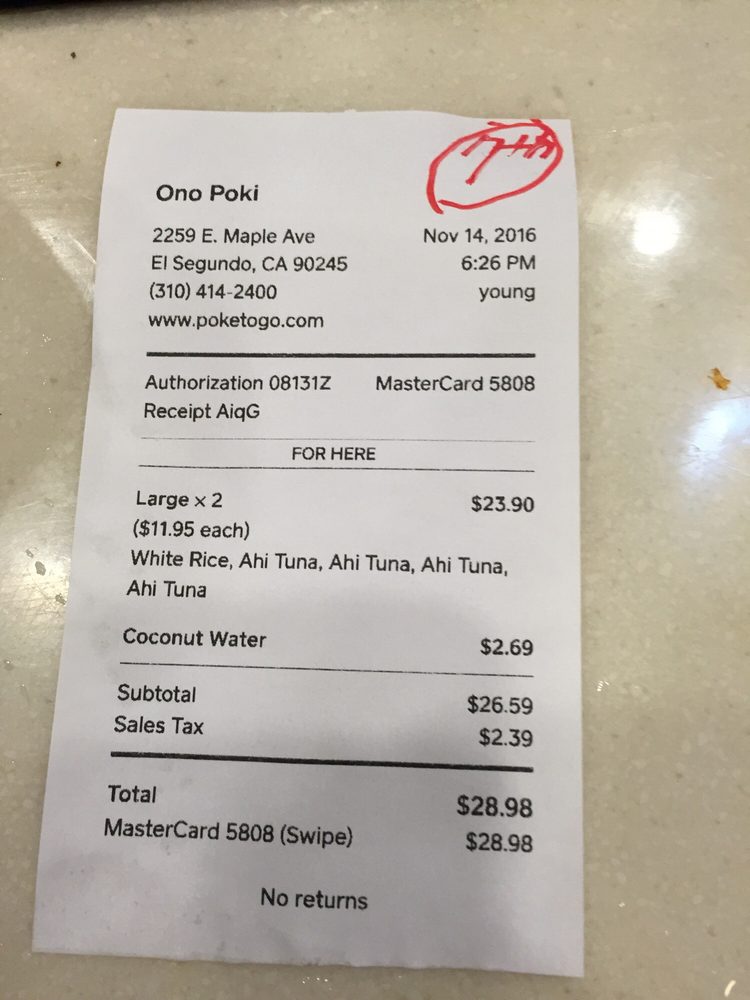 17th
Ono Poki
2259 E. Maple Ave
Nov 14, 2016
El Segundo, CA 90245
6:26 PM
(310) 414-2400
young
www.poketogo.com
Authorization 08131Z
MasterCard 5808
Receipt AiqG
FOR HERE
Large x 2
$23.90
($11.95 each)
White Rice, Ahi Tuna, Ahi Tuna, Ahi Tuna,
Ahi Tuna
Coconut Water
$2.69
Subtotal
$26.59
Sales Tax
$2.39
Total
$28.98
MasterCard 5808 (Swipe)
$28.98
No returns